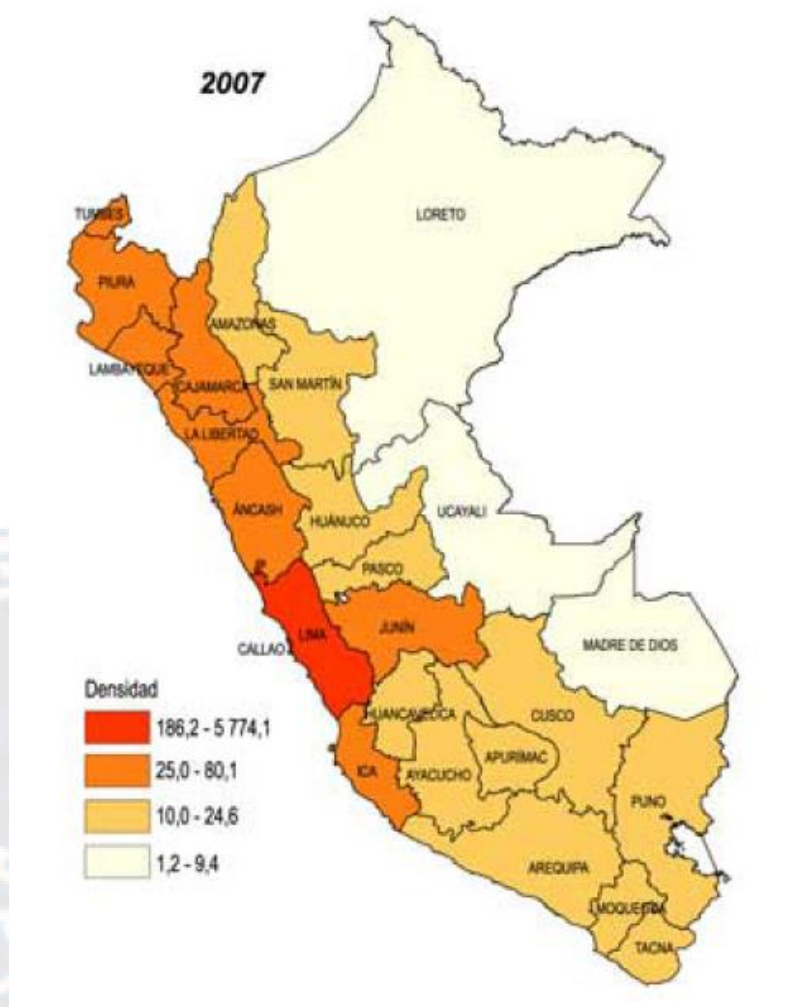 2007
TUMBES
LORETO
PIURA
AMAZONAS
LAMBAYEQUE
CAJAMARCA
SAN MARTÍN
LA LIBERTAD
ÁNCASH
HUÁNUCO
UCAYALI
PASCO
LIMA
JUNÍN
CALLAO
MADRE DE DIOS
Densidad
186,2 - 5 774,1
25,0 - 80,1
10,0 - 24,6
1,2 - 9,4
HUANCAVELICA
CUSCO
ICA
AYACUCHO
APURÍMAC
PUNO
AREQUIPA
MOQUEGUA
TACNA